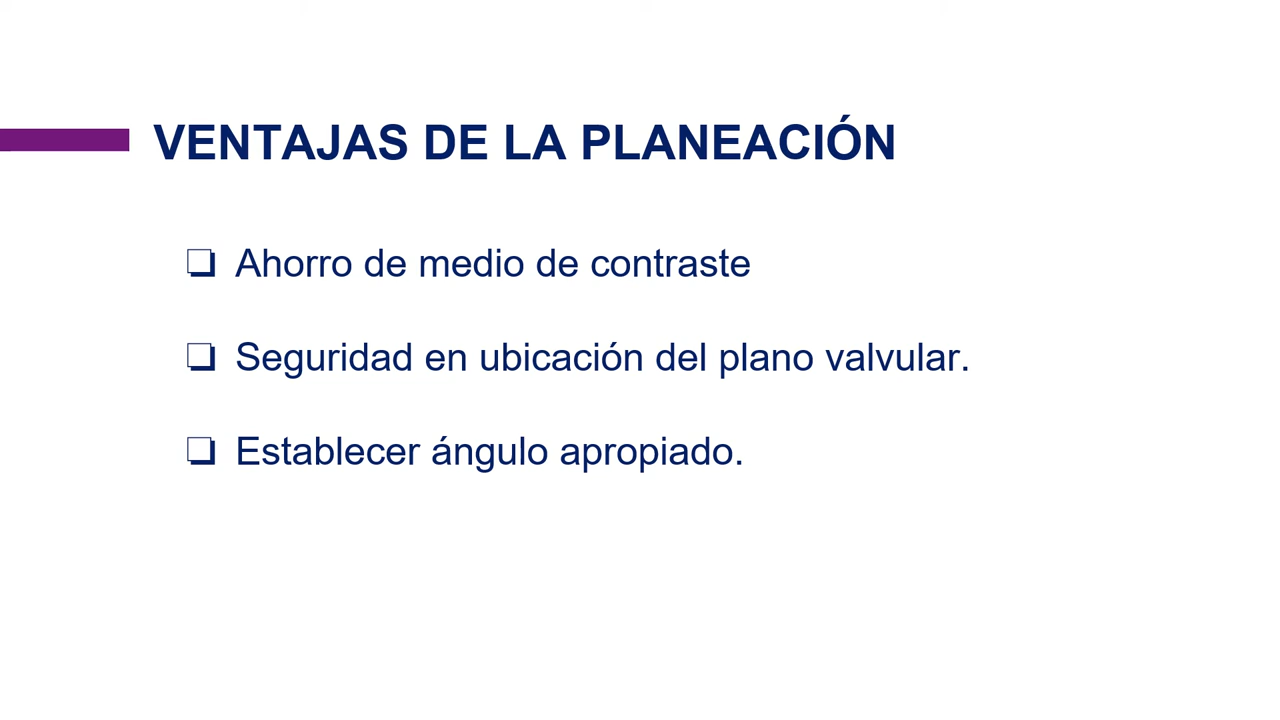 VENTAJAS DE LA PLANEACIÓN
❏ Ahorro de medio de contraste
❏ Seguridad en ubicación del plano valvular.
❏ Establecer ángulo apropiado.